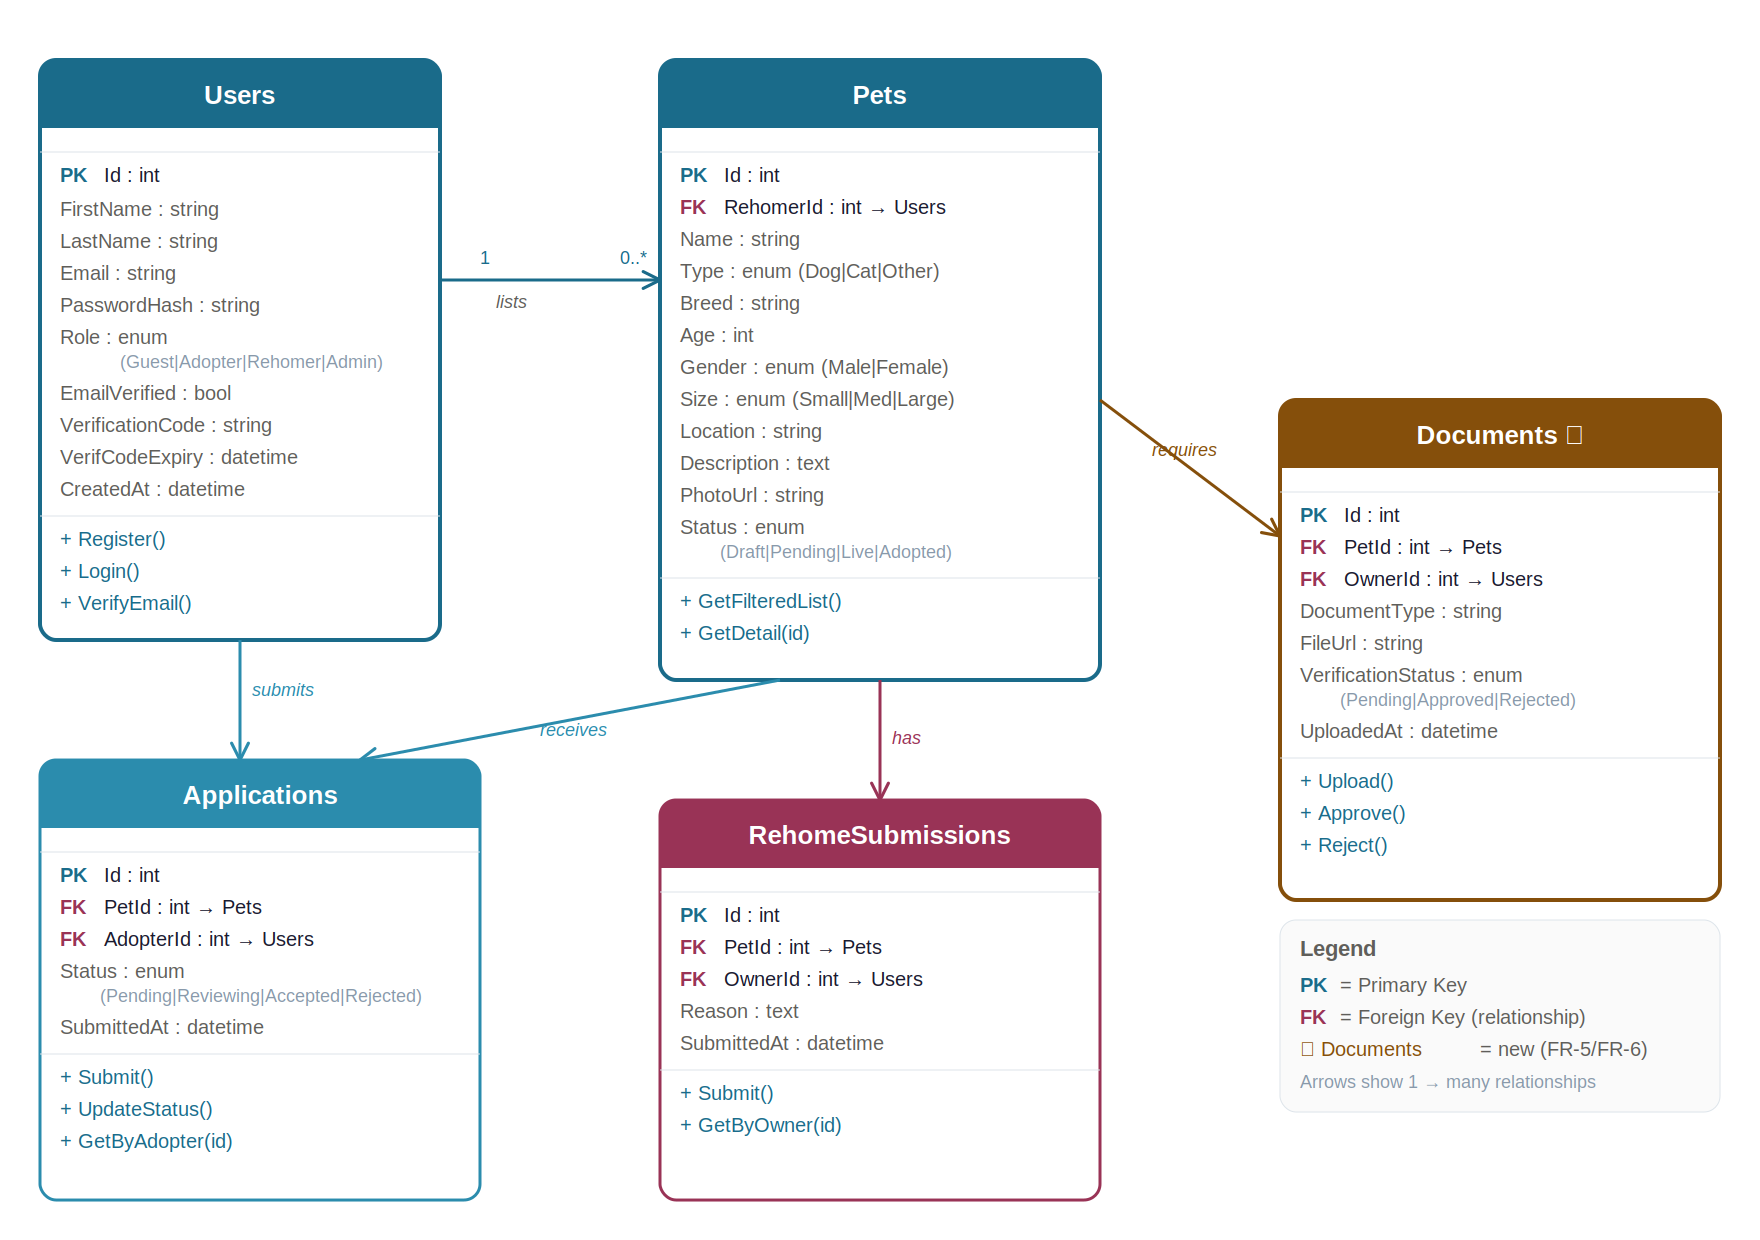 Users
PK Id : int
FirstName : string
LastName : string
Email : string
PasswordHash : string
Role : enum
(Guest|Adopter|Rehomer|Admin)
EmailVerified : bool
VerificationCode : string
VerifCodeExpiry : datetime
CreatedAt : datetime
+ Register()
+ Login()
+ VerifyEmail()
1
0..*
lists
Pets
PK Id : int
FK RehomerId : int → Users
Name : string
Type : enum (Dog|Cat|Other)
Breed : string
Age : int
Gender : enum (Male|Female)
Size : enum (Small|Med|Large)
Location : string
Description : text
PhotoUrl : string
Status : enum
(Draft|Pending|Live|Adopted)
+ GetFilteredList()
+ GetDetail(id)
requires
Documents
PK Id : int
FK PetId : int → Pets
FK OwnerId : int → Users
DocumentType : string
FileUrl : string
VerificationStatus : enum
(Pending|Approved|Rejected)
UploadedAt : datetime
+ Upload()
+ Approve()
+ Reject()
submits
receives
has
Applications
PK Id : int
FK PetId : int → Pets
FK AdopterId : int → Users
Status : enum
(Pending|Reviewing|Accepted|Rejected)
SubmittedAt : datetime
+ Submit()
+ UpdateStatus()
+ GetByAdopter(id)
RehomeSubmissions
PK Id : int
FK PetId : int → Pets
FK OwnerId : int → Users
Reason : text
SubmittedAt : datetime
+ Submit()
+ GetByOwner(id)
Legend
PK = Primary Key
FK = Foreign Key (relationship)
Documents = new (FR-5/FR-6)
Arrows show 1 → many relationships